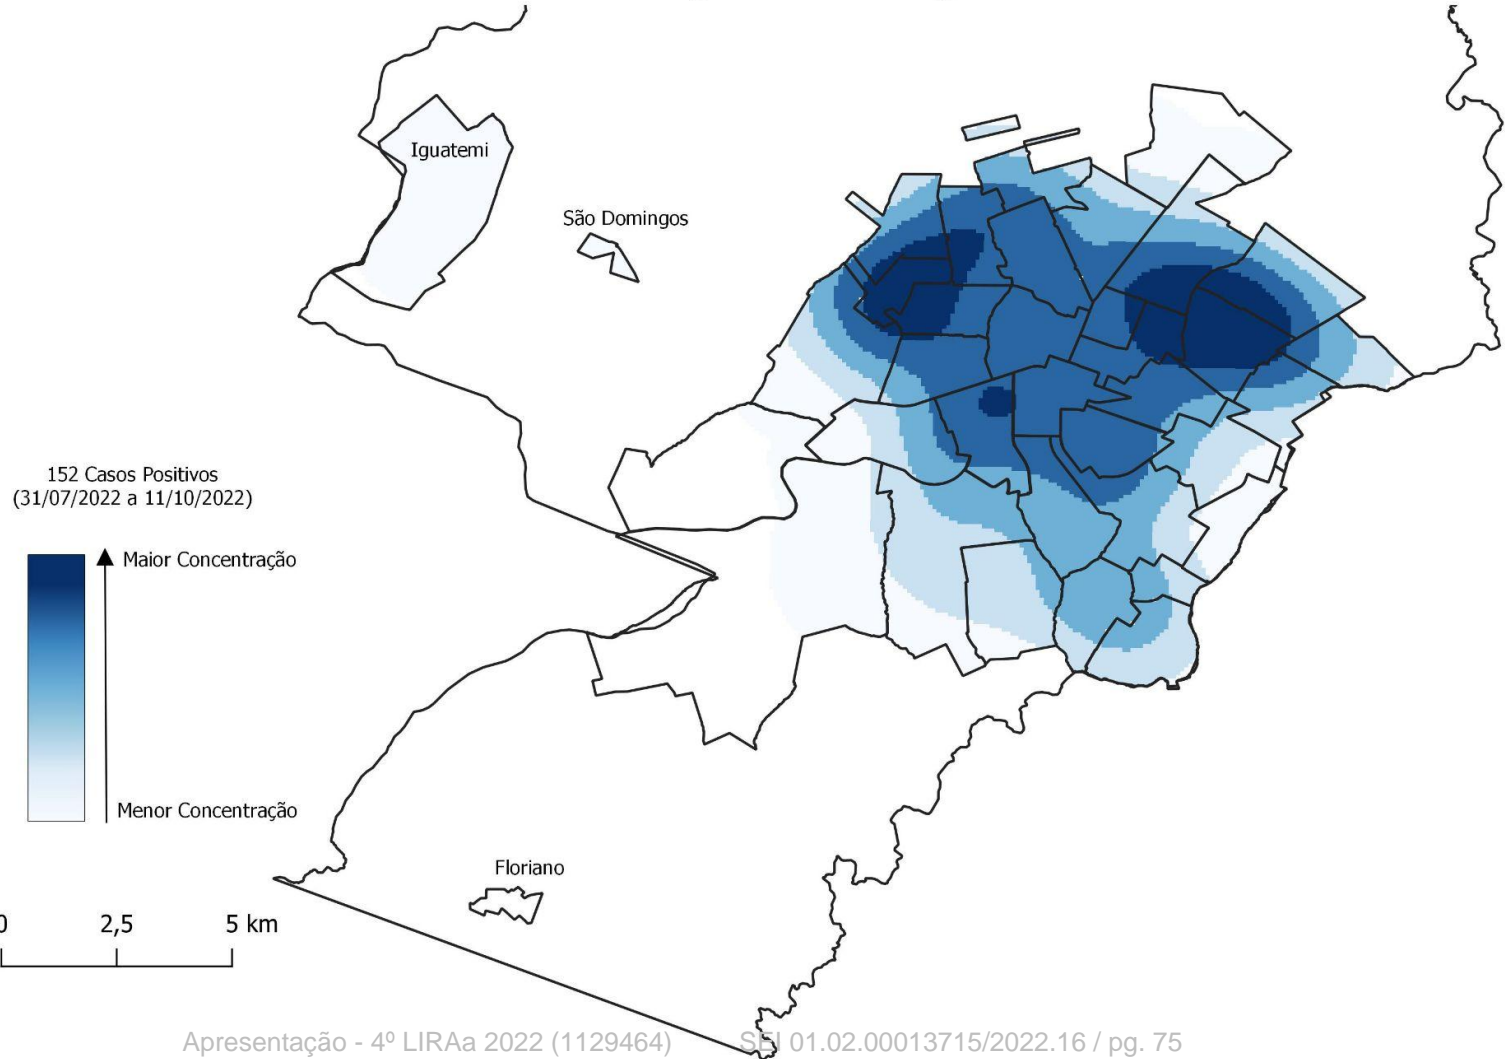 Iguatemi
São Domingos
152 Casos Positivos
(31/07/2022 a 11/10/2022)
Maior Concentração
Menor Concentração
Floriano
0 2,5 5 km
Apresentação - 4º LIRAa 2022 (1129464) SEI 01.02.00013715/2022.16 / pg. 75